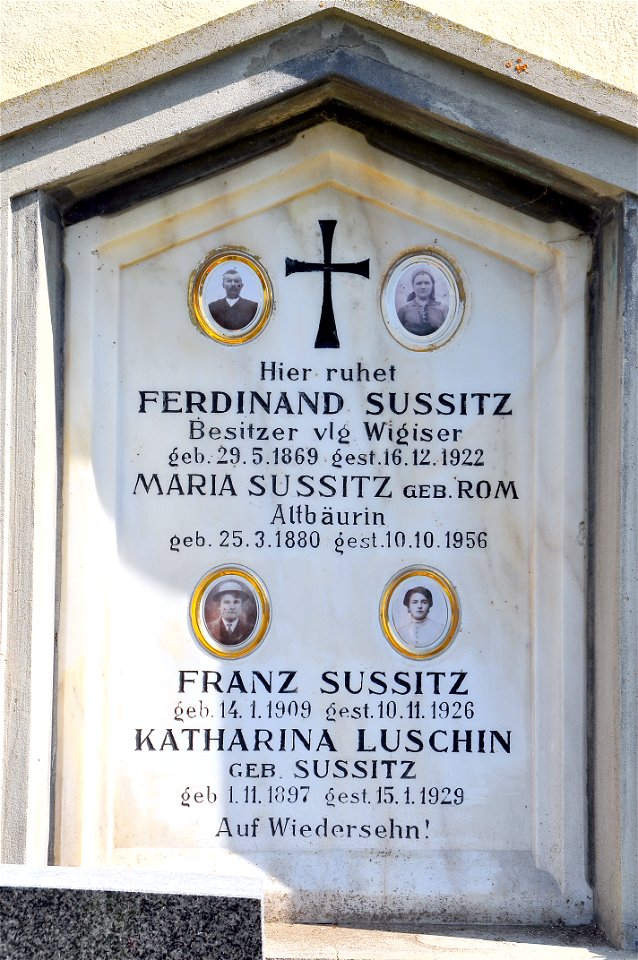 Hier ruhet
FERDINAND SUSSITZ
Besitzer vlg Wigiser
geb. 29.5.1869 gest. 16.12.1922
MARIA SUSSITZ GEB. ROM
Altbäurin
geb. 25.3.1880 gest. 10.10.1956
FRANZ SUSSITZ
geb. 14.1.1909 gest. 10.11.1926
KATHARINA LUSCHIN
GEB. SUSSITZ
geb 1.11.1897 gest. 15.1.1929
Auf Wiedersehn!